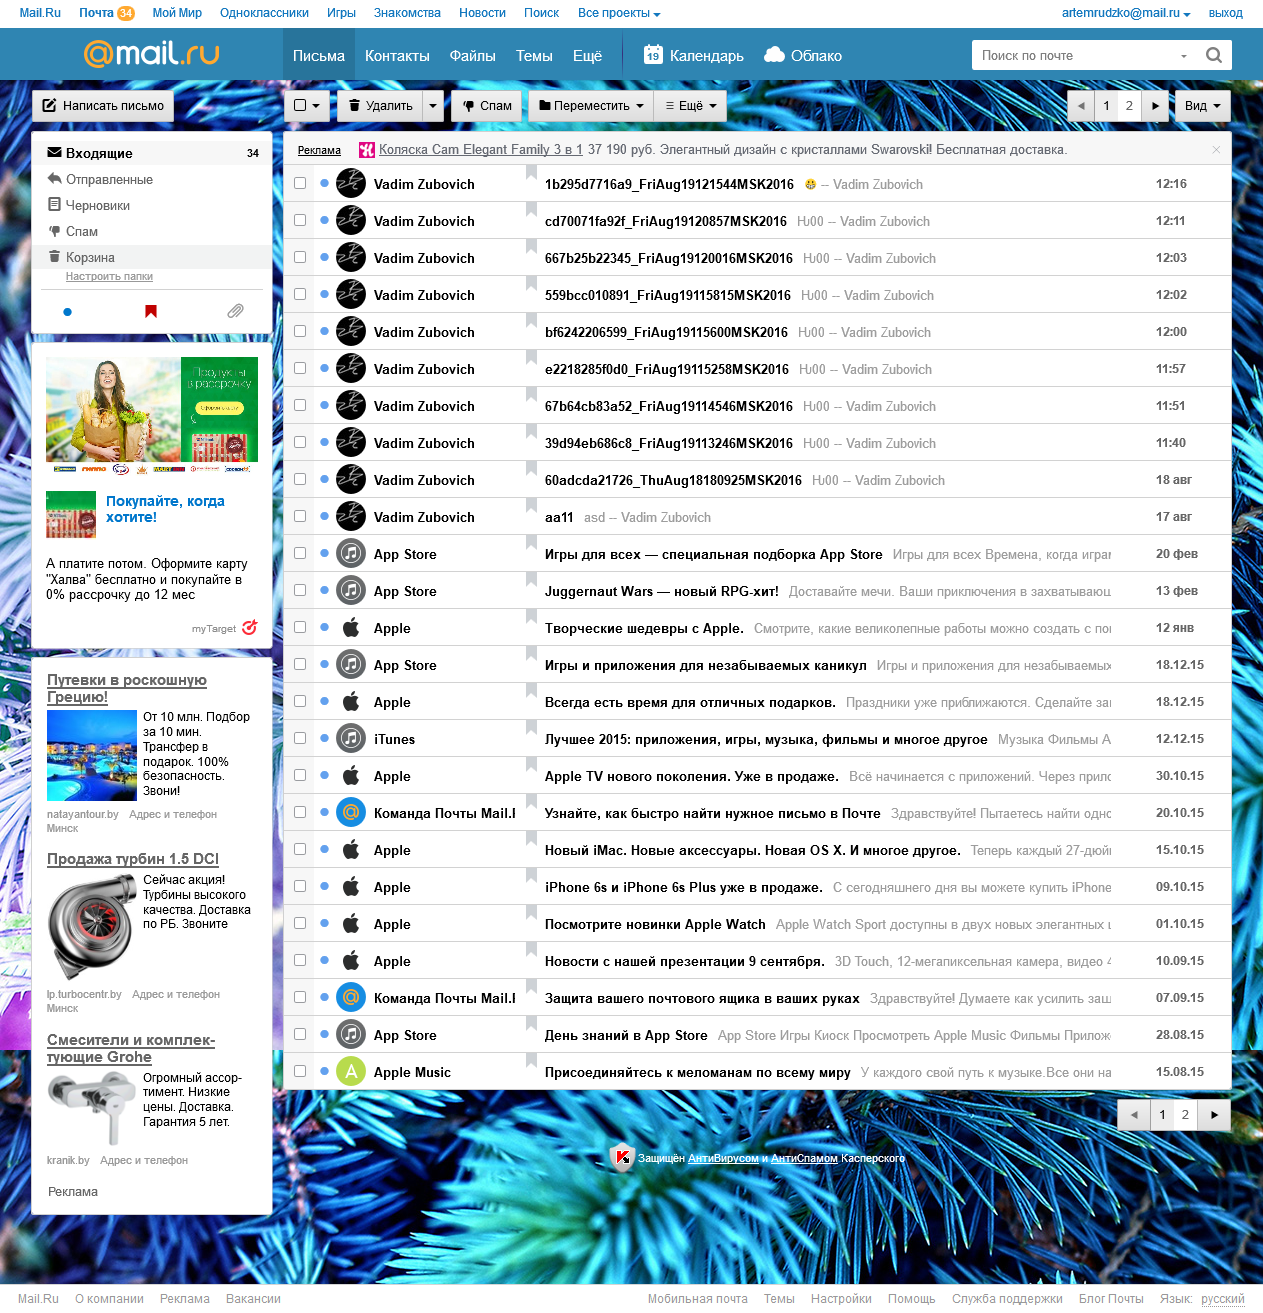 Mail.Ru Почта 34 Мой Мир Одноклассники Игры Знакомства Новости Поиск Все проекты artemrudzko@mail.ru выход
@mail.ru Письма Контакты Файлы Темы Ещё 19 Календарь Облако Поиск по почте
Написать письмо Удалить Спам Переместить Ещё 1 2 Вид
Входящие 34
Отправленные
Черновики
Спам
Корзина
Настроить папки
Продукты
в рассрочку
Покупайте, когда
хотите!
А платите потом. Оформите карту
"Халва" бесплатно и покупайте в
0% рассрочку до 12 мес
myTarget
Путевки в роскошную
Грецию!
От 10 млн. Подбор
за 10 мин.
Трансфер в
подарок. 100%
безопасность.
Звони!
natayantour.by Адрес и телефон
Минск
Продажа турбин 1.5 DCI
Сейчас акция!
Турбины высокого
качества. Доставка
по РБ. Звоните
lp.turbocentr.by Адрес и телефон
Минск
Смесители и комплек-
тующие Grohe
Огромный ассор-
тимент. Низкие
цены. Доставка.
Гарантия 5 лет.
kranik.by Адрес и телефон
Реклама
Реклама Коляска Cam Elegant Family 3 в 1 37 190 руб. Элегантный дизайн с кристаллами Swarovski! Бесплатная доставка.
Vadim Zubovich 1b295d7716a9_FriAug19121544MSK2016 -- Vadim Zubovich 12:16
Vadim Zubovich cd70071fa92f_FriAug19120857MSK2016 Hυ00 -- Vadim Zubovich 12:11
Vadim Zubovich 667b25b22345_FriAug19120016MSK2016 Hυ00 -- Vadim Zubovich 12:03
Vadim Zubovich 559bcc010891_FriAug19115815MSK2016 Hυ00 -- Vadim Zubovich 12:02
Vadim Zubovich bf6242206599_FriAug19115600MSK2016 Hυ00 -- Vadim Zubovich 12:00
Vadim Zubovich e2218285f0d0_FriAug19115258MSK2016 Hυ00 -- Vadim Zubovich 11:57
Vadim Zubovich 67b64cb83a52_FriAug19114546MSK2016 Hυ00 -- Vadim Zubovich 11:51
Vadim Zubovich 39d94eb686c8_FriAug19113246MSK2016 Hυ00 -- Vadim Zubovich 11:40
Vadim Zubovich 60adcda21726_ThuAug18180925MSK2016 Hυ00 -- Vadim Zubovich 18 авг
Vadim Zubovich aa11 asd -- Vadim Zubovich 17 авг
App Store Игры для всех — специальная подборка App Store Игры для всех Времена, когда играм 20 фев
App Store Juggernaut Wars — новый RPG-хит! Доставайте мечи. Ваши приключения в захватывающ 13 фев
Apple Творческие шедевры с Apple. Смотрите, какие великолепные работы можно создать с по 12 янв
App Store Игры и приложения для незабываемых каникул Игры и приложения для незабываемых 18.12.15
Apple Всегда есть время для отличных подарков. Праздники уже приближаются. Сделайте за 18.12.15
iTunes Лучшее 2015: приложения, игры, музыка, фильмы и многое другое Музыка Фильмы А 12.12.15
Apple Apple TV нового поколения. Уже в продаже. Всё начинается с приложений. Через прило 30.10.15
@ Команда Почты Mail.R Узнайте, как быстро найти нужное письмо в Почте Здравствуйте! Пытаетесь найти одно 20.10.15
Apple Новый iMac. Новые аксессуары. Новая OS X. И многое другое. Теперь каждый 27-дюйм 15.10.15
Apple iPhone 6s и iPhone 6s Plus уже в продаже. С сегодняшнего дня вы можете купить iPhone 09.10.15
Apple Посмотрите новинки Apple Watch Apple Watch Sport доступны в двух новых элегантных ц 01.10.15
Apple Новости с нашей презентации 9 сентября. 3D Touch, 12-мегапиксельная камера, видео 4 10.09.15
@ Команда Почты Mail.R Защита вашего почтового ящика в ваших руках Здравствуйте! Думаете как усилить защ 07.09.15
App Store День знаний в App Store App Store Игры Киоск Просмотреть Apple Music Фильмы Прилож 28.08.15
A Apple Music Присоединяйтесь к меломанам по всему миру У каждого свой путь к музыке.Все они на 15.08.15
1 2
Защищён АнтиВирусом и АнтиСпамом Касперского
Mail.Ru О компании Реклама Вакансии Мобильная почта Темы Настройки Помощь Служба поддержки Блог Почты Язык: русский